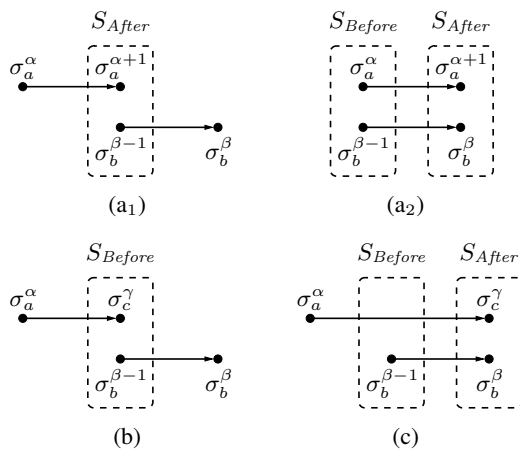 S_{After} S_{Before} S_{After}
σ_a^α σ_a^{α+1} σ_a^α σ_a^{α+1}
σ_b^{β−1} σ_b^β σ_b^{β−1} σ_b^β
(a₁) (a₂)
S_{Before} S_{Before} S_{After}
σ_a^α σ_c^γ σ_a^α σ_c^γ
σ_b^{β−1} σ_b^β σ_b^{β−1} σ_b^β
(b) (c)